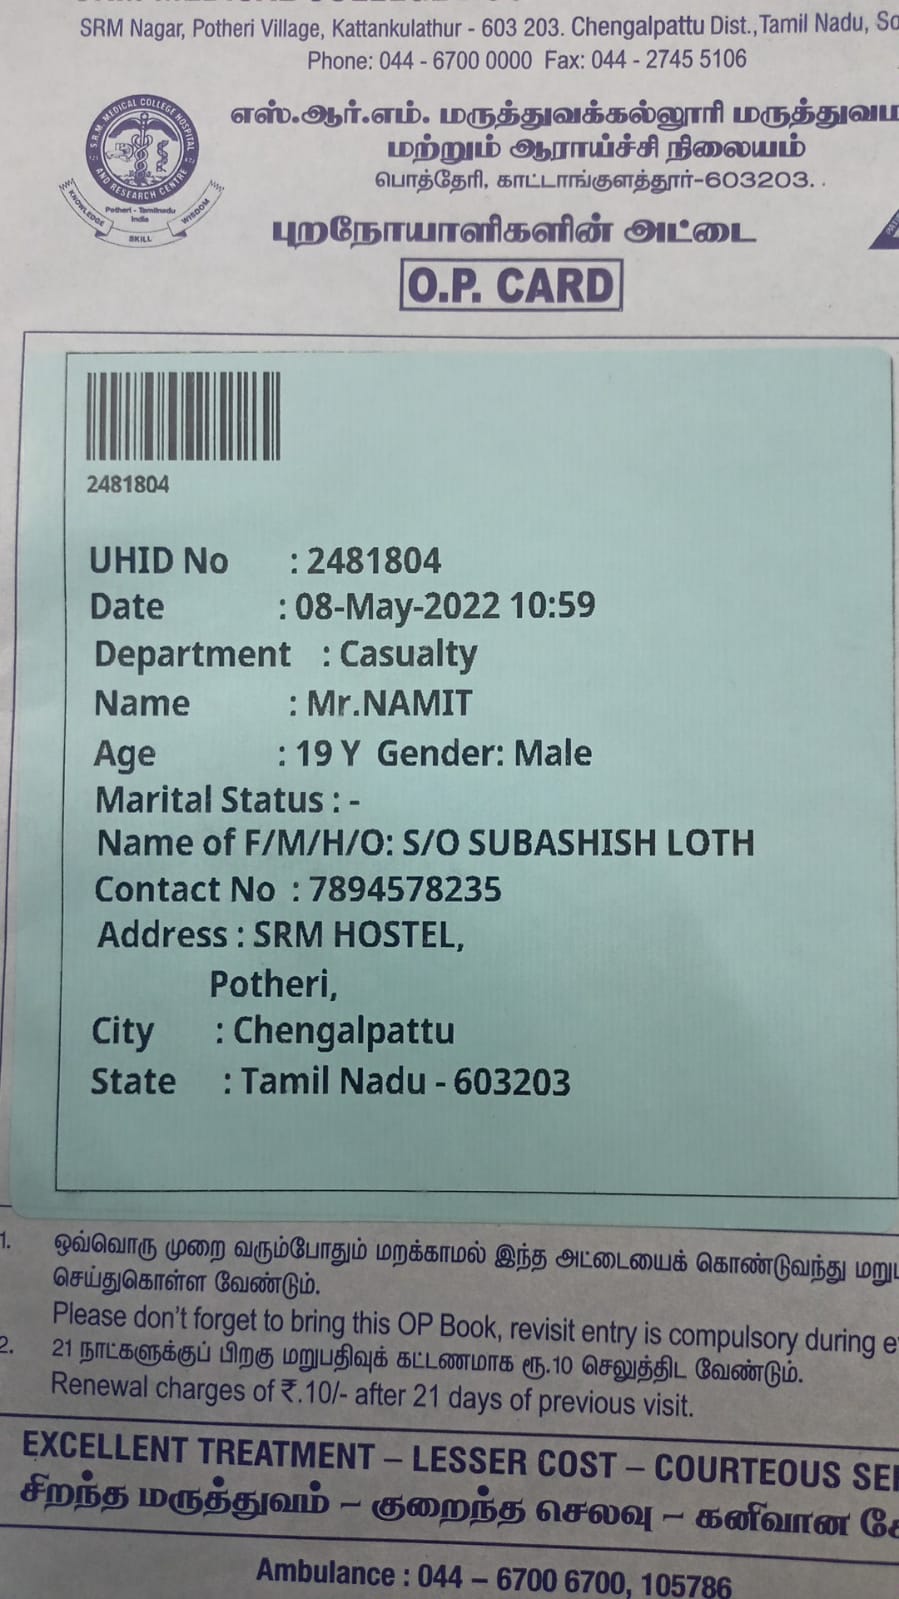 SRM Nagar, Potheri Village, Kattankulathur - 603 203. Chengalpattu Dist., Tamil Nadu,
Phone: 044 - 6700 0000 Fax: 044 - 2745 5106
S.R.M. MEDICAL COLLEGE HOSPITAL
AND RESEARCH CENTRE
Potheri - Tamilnadu
India
KNOWLEDGE SKILL WISDOM
எஸ்.ஆர்.எம். மருத்துவக்கல்லூரி
மற்றும் ஆராய்ச்சி நிலையம்
பொத்தேரி, காட்டாங்குளத்தூர்-603203.
புறநோயாளிகளின் அட்டை
O.P. CARD
2481804
UHID No : 2481804
Date : 08-May-2022 10:59
Department : Casualty
Name : Mr.NAMIT
Age : 19 Y Gender: Male
Marital Status : -
Name of F/M/H/O: S/O SUBASHISH LOTH
Contact No : 7894578235
Address : SRM HOSTEL,
Potheri,
City : Chengalpattu
State : Tamil Nadu - 603203
1. ஒவ்வொரு முறை வரும்போதும் மறக்காமல் இந்த அட்டையைக் கொண்டுவந்து
செய்துகொள்ள வேண்டும்.
Please don't forget to bring this OP Book, revisit entry is compulsory during
2. 21 நாட்களுக்குப் பிறகு மறுபதிவுக் கட்டணமாக ரூ.10 செலுத்திட வேண்டும்.
Renewal charges of ₹.10/- after 21 days of previous visit.
EXCELLENT TREATMENT – LESSER COST – COURTEOUS
சிறந்த மருத்துவம் – குறைந்த செலவு – கனிவான
Ambulance : 044 – 6700 6700, 105786